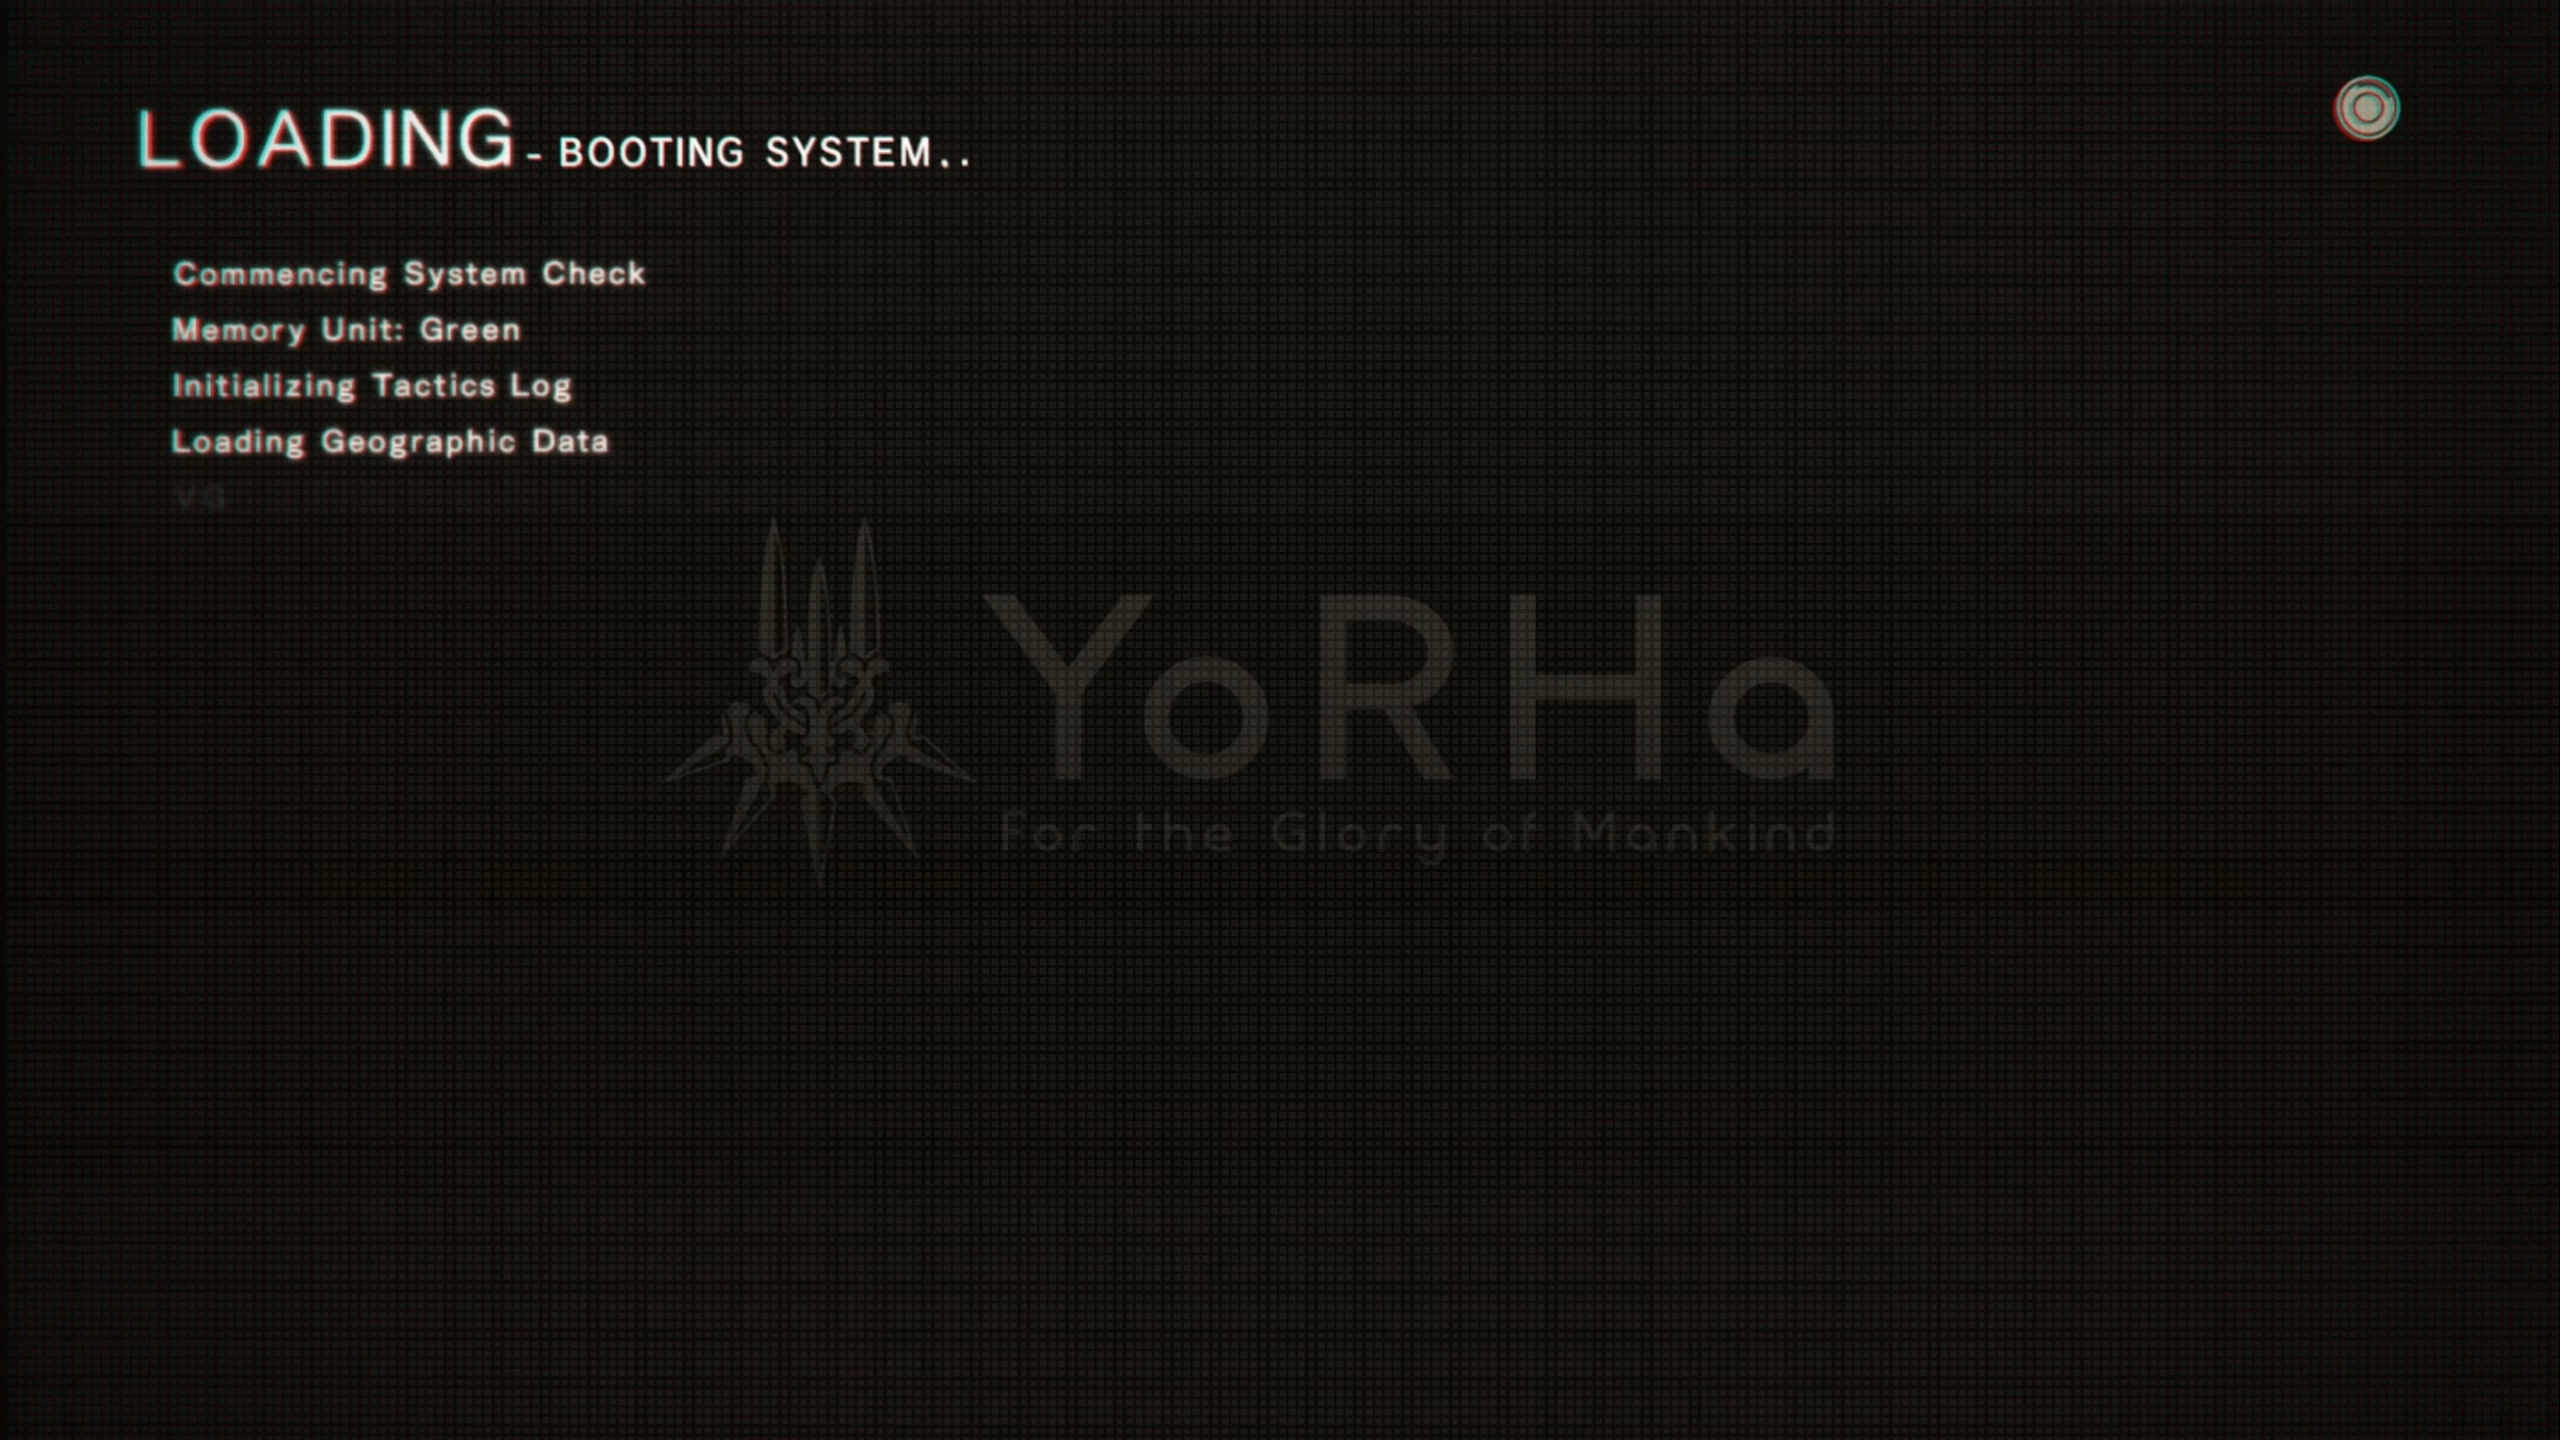 LOADING - BOOTING SYSTEM..
Commencing System Check
Memory Unit: Green
Initializing Tactics Log
Loading Geographic Data
YoRHa
For the Glory of Mankind